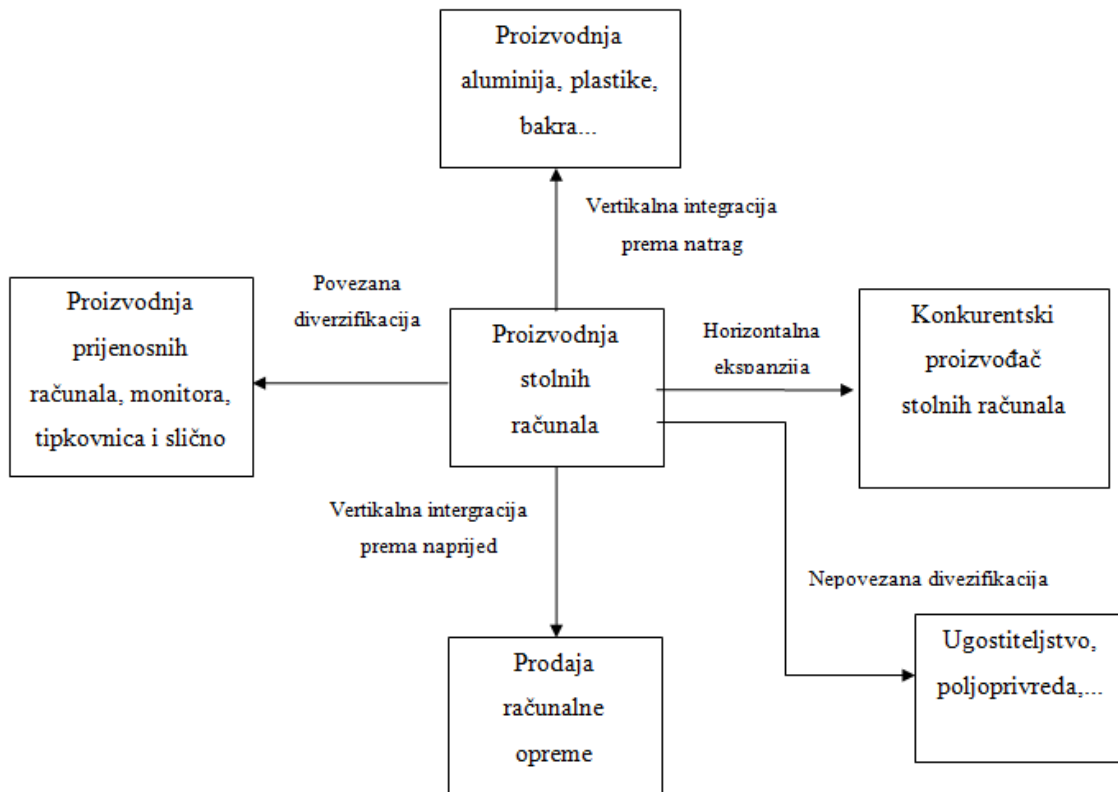 Proizvodnja
aluminija, plastike,
bakra...
Vertikalna integracija
prema natrag
Povezana
diverzifikacija
Proizvodnja
prijenosnih
računala, monitora,
tipkovnica i slično
Proizvodnja
stolnih
računala
Horizontalna
ekspanzija
Konkurentski
proizvođač
stolnih računala
Vertikalna intergracija
prema naprijed
Nepovezana divezifikacija
Prodaja
računalne
opreme
Ugostiteljstvo,
poljoprivreda,...